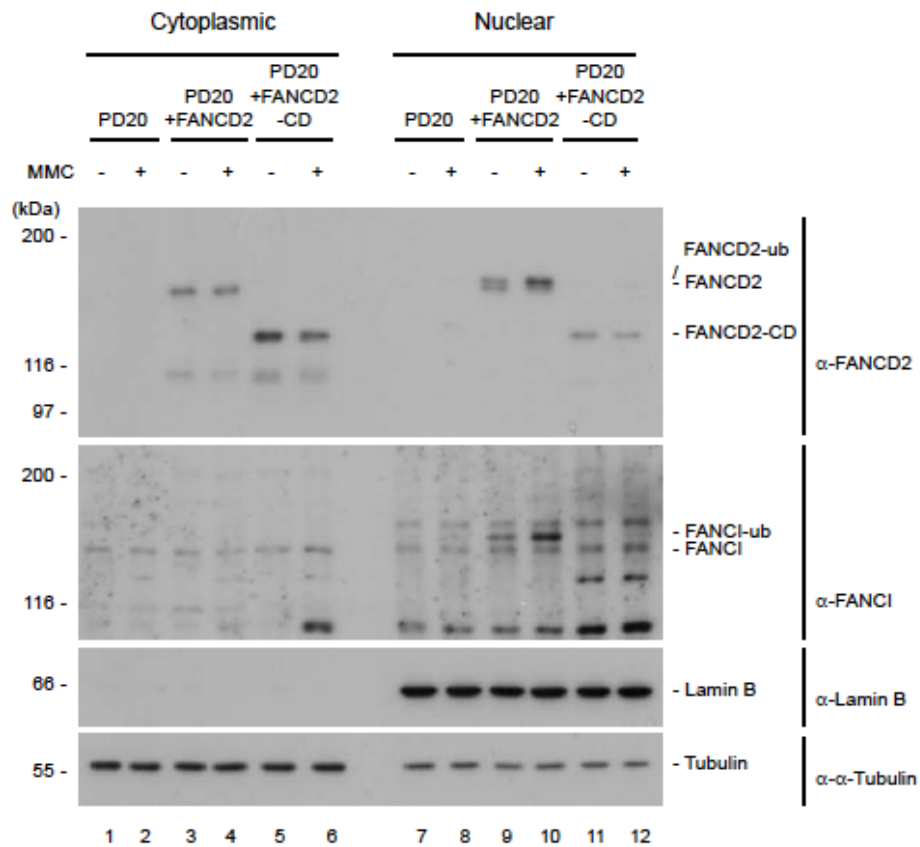 Cytoplasmic Nuclear
PD20 PD20
PD20 +FANCD2 PD20 +FANCD2
PD20 +FANCD2 -CD PD20 +FANCD2 -CD
MMC - + - + - + - + - + - +
(kDa)
200 -
FANCD2-ub
- FANCD2
- FANCD2-CD
116 -
α-FANCD2
97 -
200 -
- FANCI-ub
- FANCI
116 -
α-FANCI
66 -
- Lamin B
α-Lamin B
55 -
- Tubulin
α-α-Tubulin
1 2 3 4 5 6 7 8 9 10 11 12